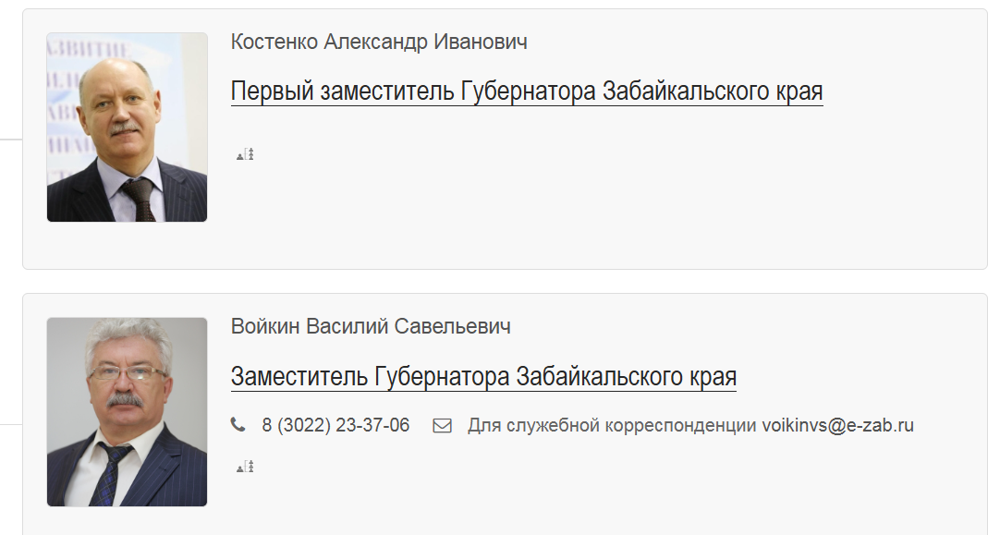 Костенко Александр Иванович
Первый заместитель Губернатора Забайкальского края
Войкин Василий Савельевич
Заместитель Губернатора Забайкальского края
8 (3022) 23-37-06 Для служебной корреспонденции voikinvs@e-zab.ru